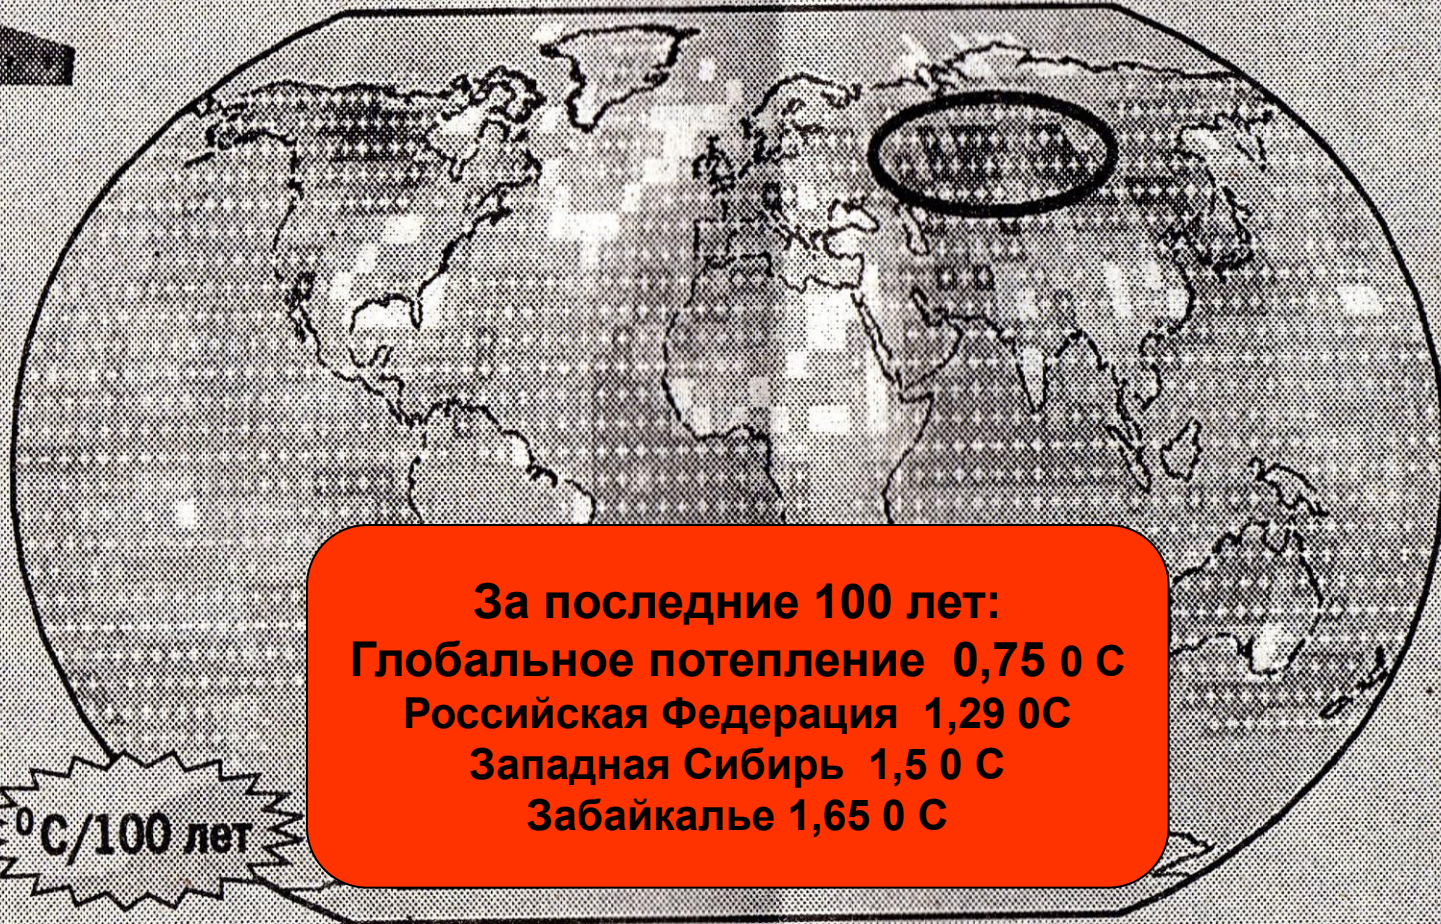 За последние 100 лет:
Глобальное потепление 0,75 0 С
Российская Федерация 1,29 0С
Западная Сибирь 1,5 0 С
Забайкалье 1,65 0 С
⁰С/100 лет